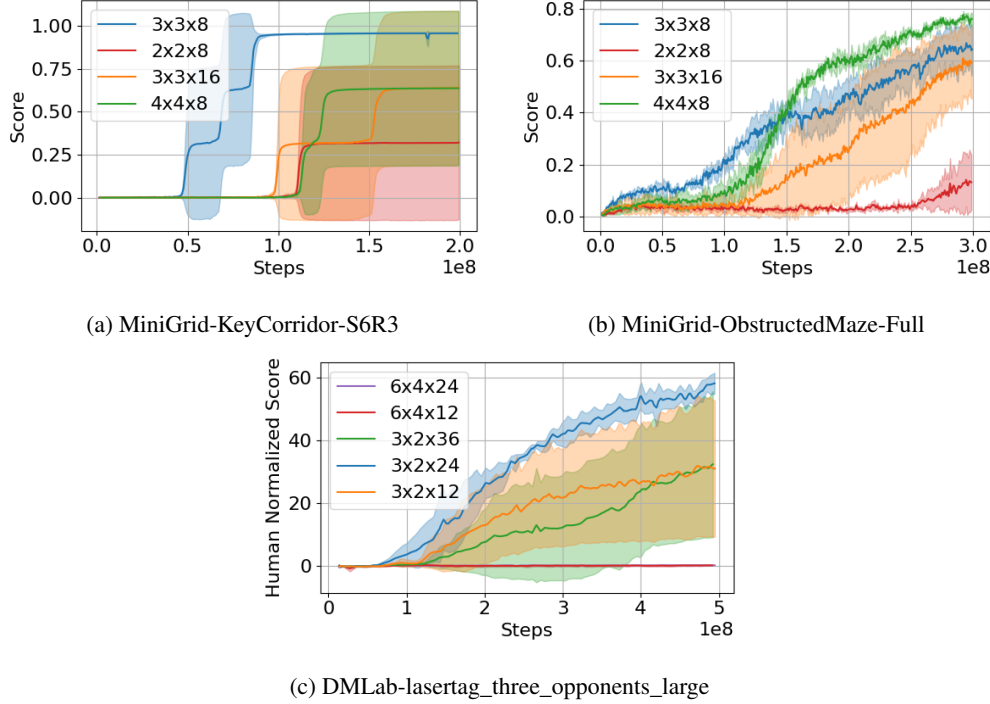 Score
1.00
0.75
0.50
0.25
0.00
3x3x8
2x2x8
3x3x16
4x4x8
0.0
0.5
1.0
1.5
2.0
Steps
1e8
(a) MiniGrid-KeyCorridor-S6R3
Score
0.8
0.6
0.4
0.2
0.0
3x3x8
2x2x8
3x3x16
4x4x8
0.0
0.5
1.0
1.5
2.0
2.5
3.0
Steps
1e8
(b) MiniGrid-ObstructedMaze-Full
Human Normalized Score
60
40
20
0
6x4x24
6x4x12
3x2x36
3x2x24
3x2x12
0
1
2
3
4
5
Steps
1e8
(c) DMLab-lasertag_three_opponents_large